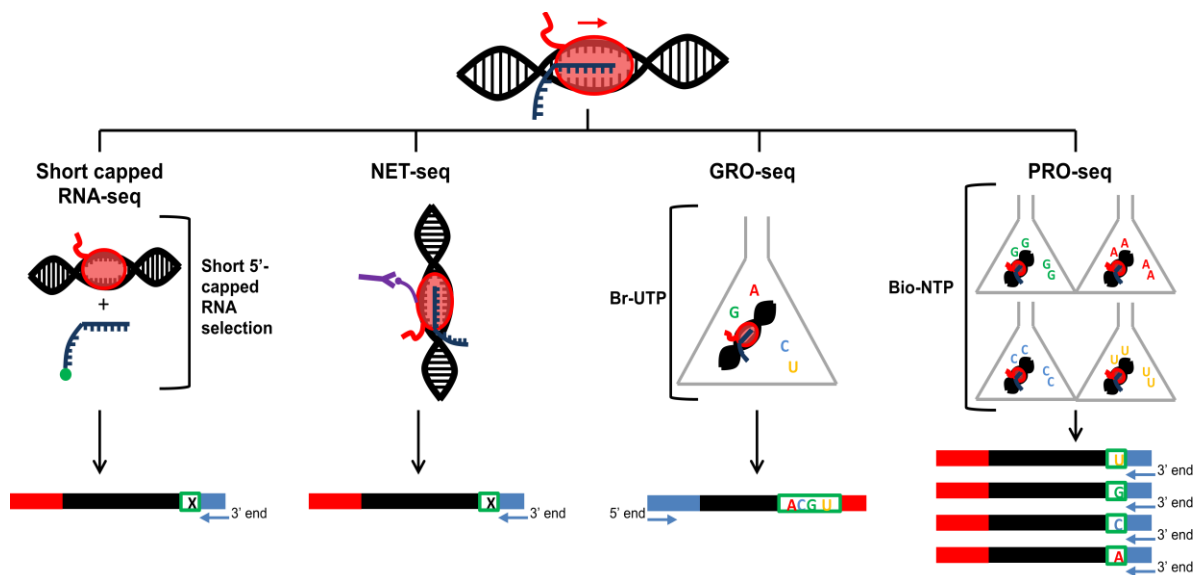 Short capped
RNA-seq
NET-seq
GRO-seq
PRO-seq
+
Short 5’-
capped
RNA
selection
Br-UTP
A
G
C
U
Bio-NTP
G
G
G
G
A
A
A
A
C
C
C
C
U
U
U
U
X
3’ end
X
3’ end
5’ end
ACG U
U
3’ end
G
3’ end
C
3’ end
A
3’ end